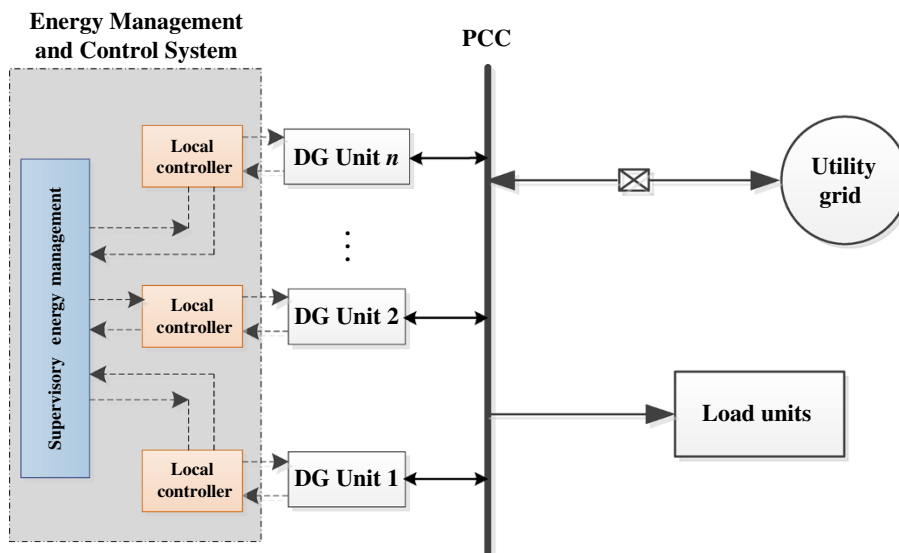 Energy Management
and Control System
PCC
Local
controller
DG Unit n
Utility
grid
Supervisory energy management
Local
controller
DG Unit 2
Load units
Local
controller
DG Unit 1